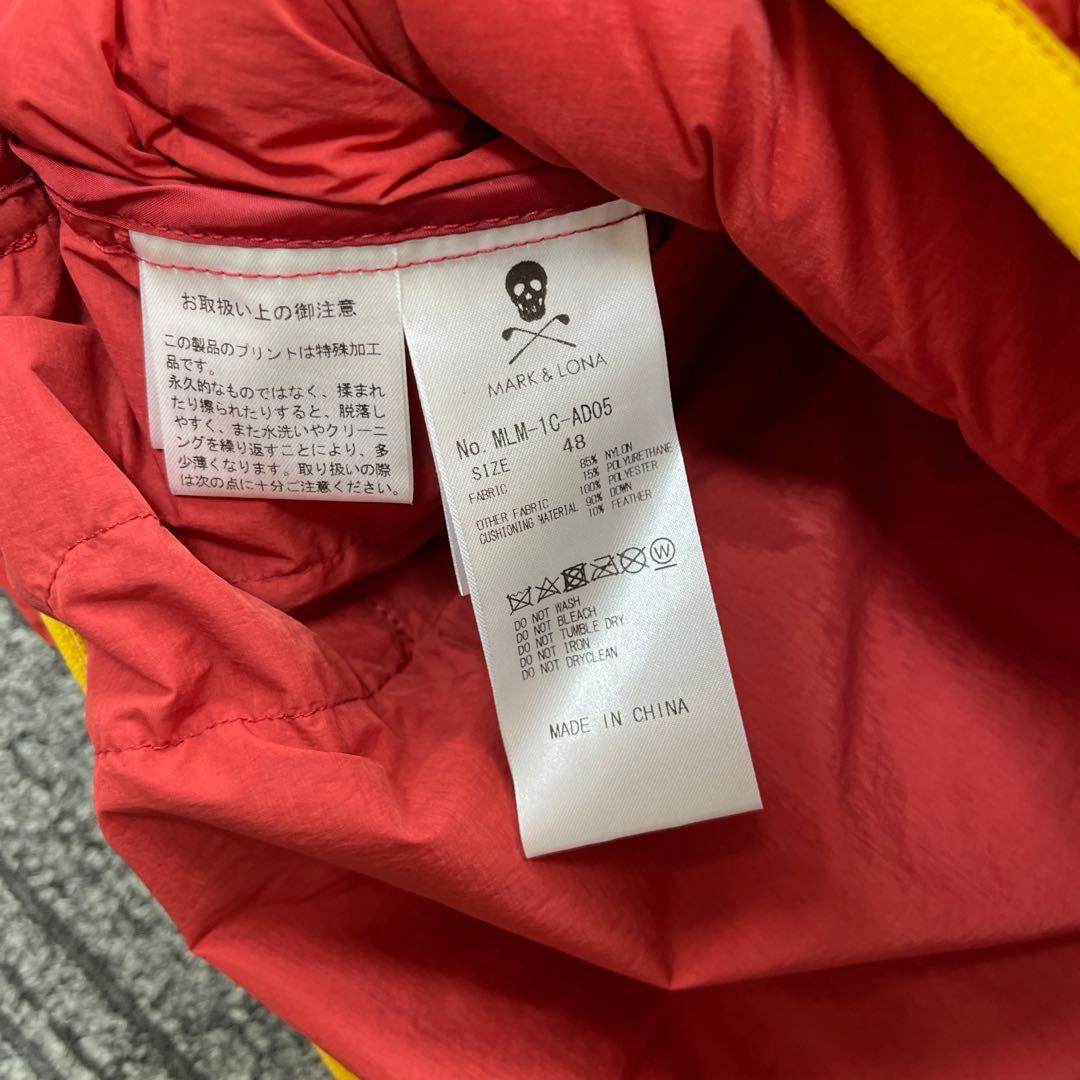 お取扱い上の御注意
この製品のプリントは特殊加工
品です。
永久的なものではなく、揉まれ
たり擦られたりすると、脱落し
やすく、また水洗いやクリーニ
ングを繰り返すことにより、多
少薄くなります。取り扱いの際
は次の点に十分ご注意ください。
MARK & LONA
No. MLM-1C-AD05
SIZE 48
FABRIC 85% NYLON
15% POLYURETHANE
OTHER FABRIC 100% POLYESTER
CUSHIONING MATERIAL 90% DOWN
10% FEATHER
W
DO NOT WASH
DO NOT BLEACH
DO NOT TUMBLE DRY
DO NOT IRON
DO NOT DRYCLEAN
MADE IN CHINA